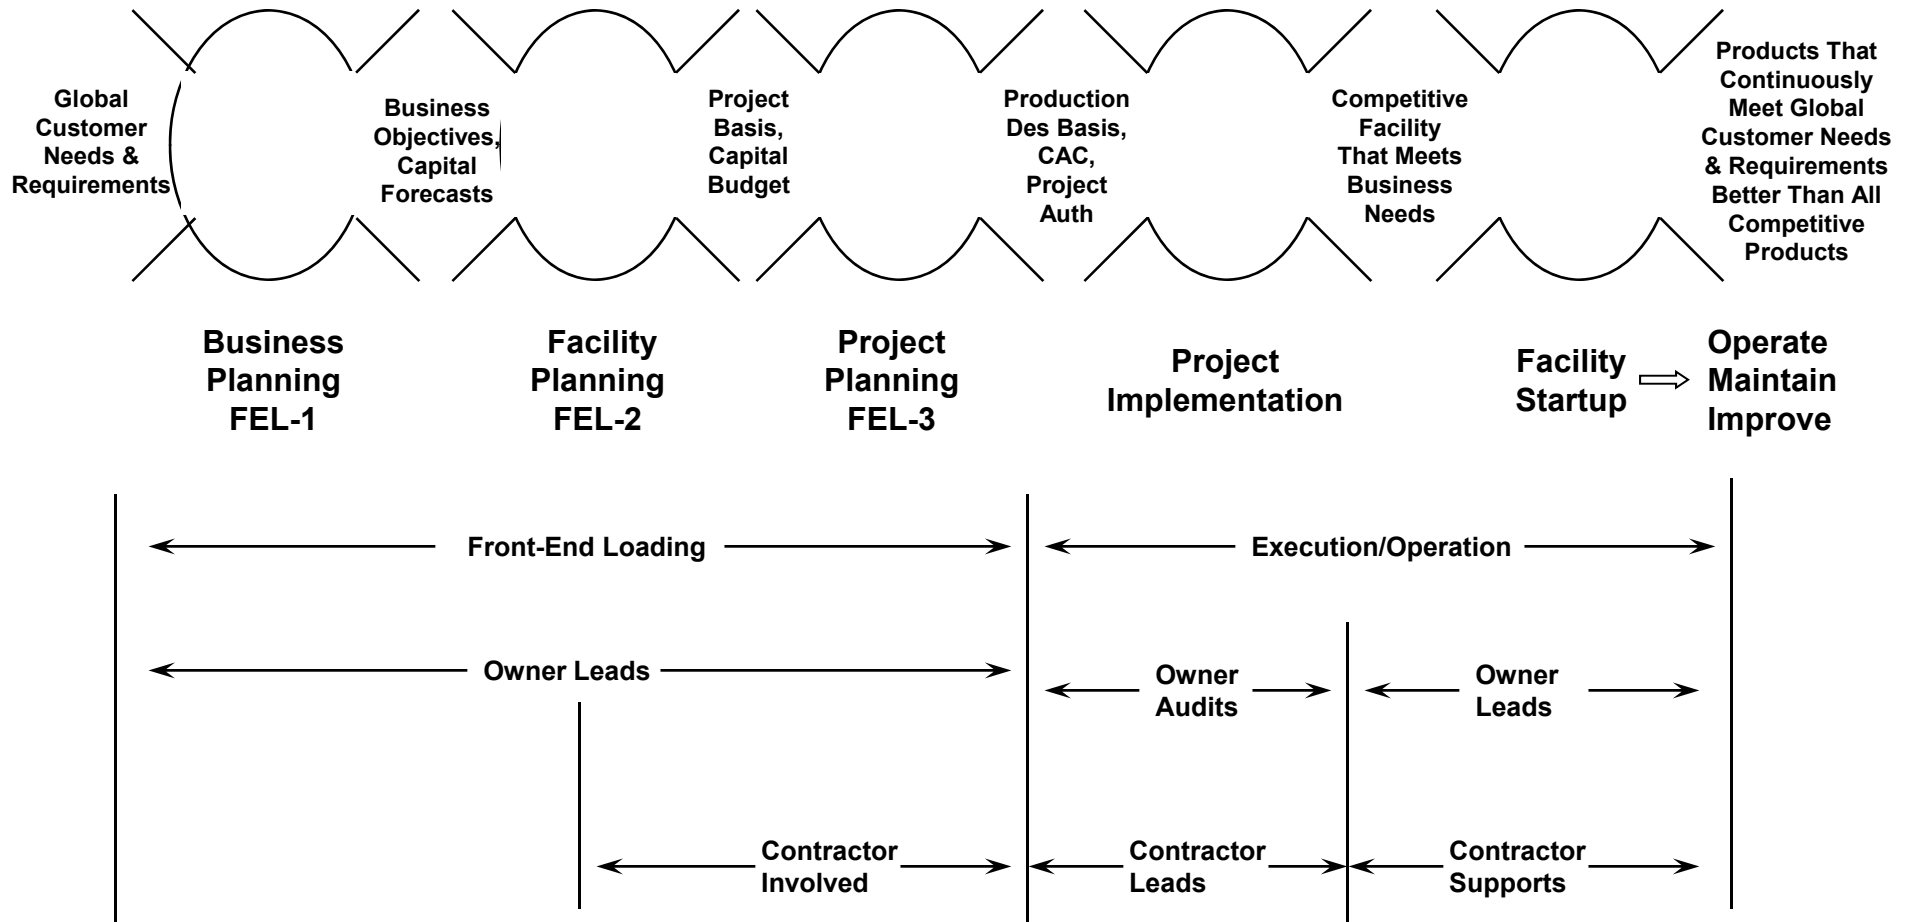 Global
Customer
Needs &
Requirements
Business
Objectives,
Capital
Forecasts
Project
Basis,
Capital
Budget
Production
Des Basis,
CAC,
Project
Auth
Competitive
Facility
That Meets
Business
Needs
Products That
Continuously
Meet Global
Customer Needs
& Requirements
Better Than All
Competitive
Products
Business
Planning
FEL-1
Facility
Planning
FEL-2
Project
Planning
FEL-3
Project
Implementation
Facility
Startup
Operate
Maintain
Improve
Front-End Loading
Execution/Operation
Owner Leads
Owner
Audits
Owner
Leads
Contractor
Involved
Contractor
Leads
Contractor
Supports